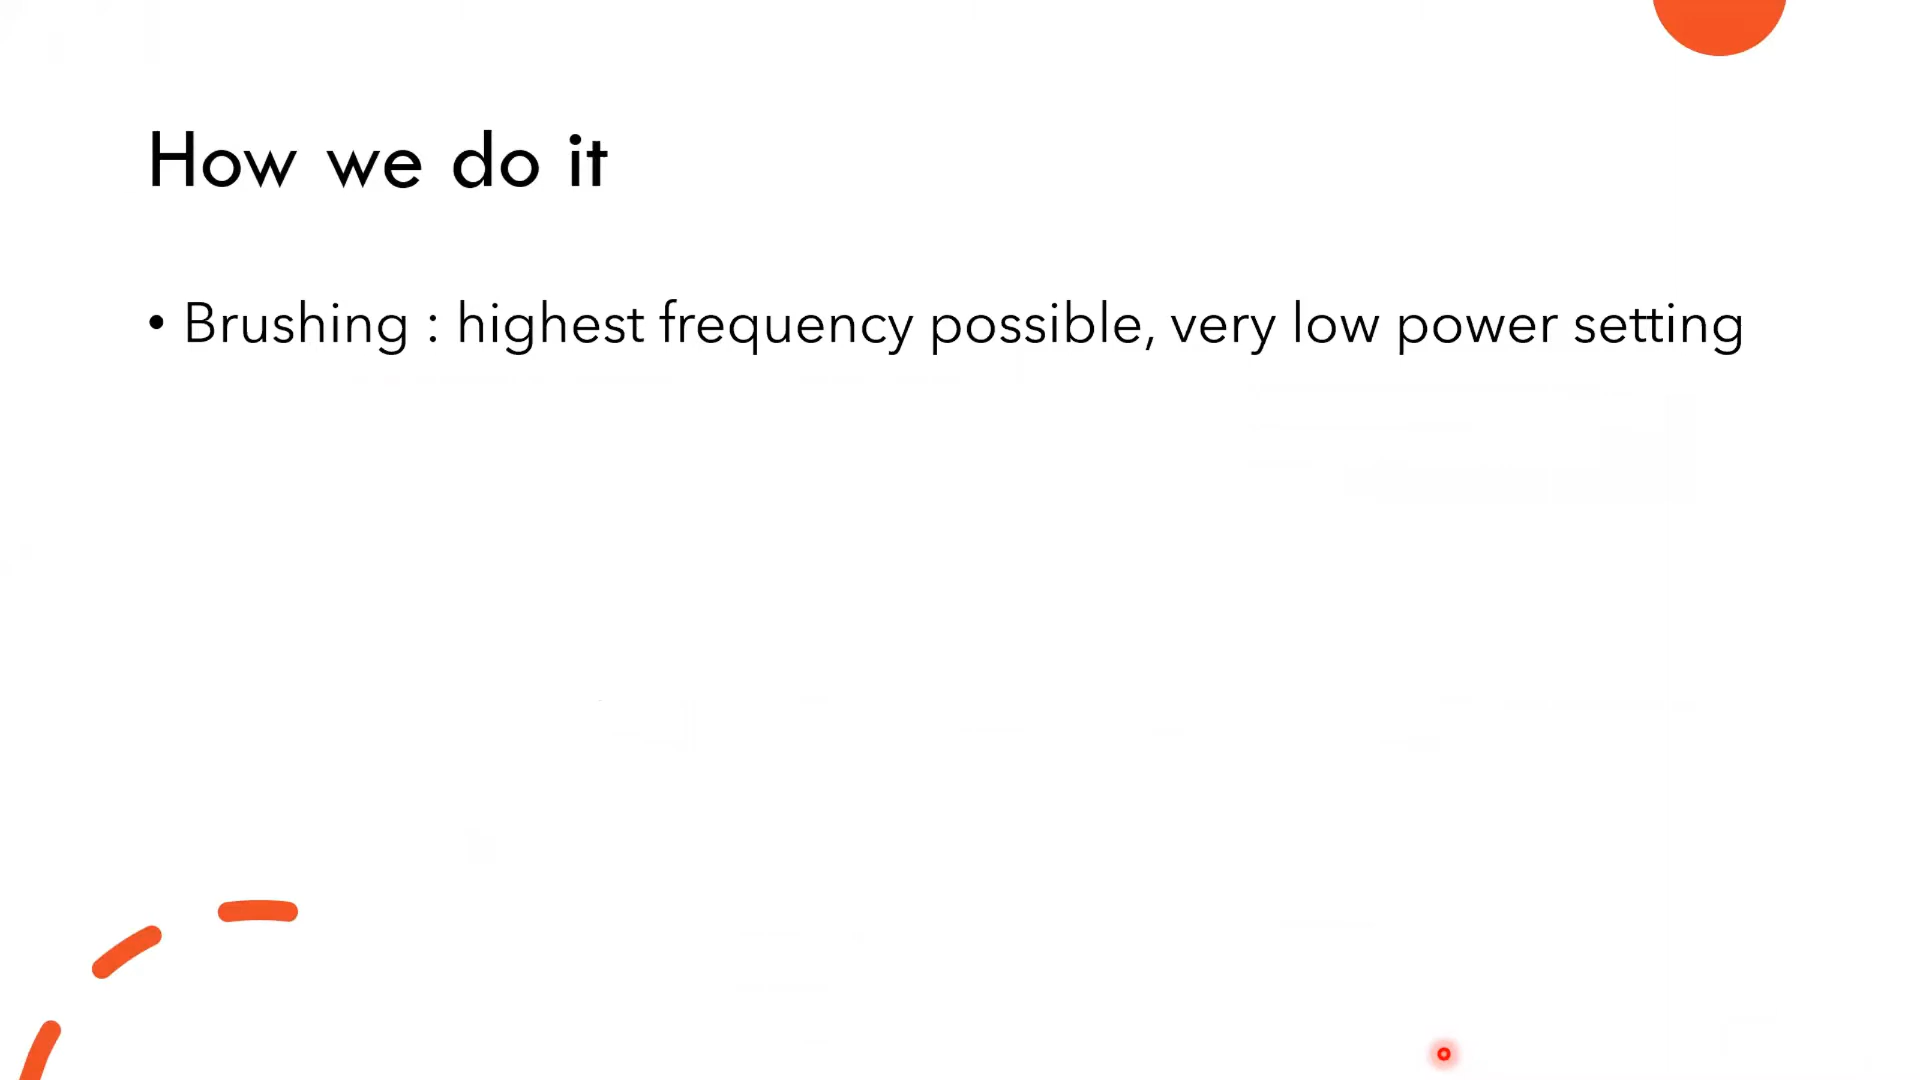 How we do it
• Brushing : highest frequency possible, very low power setting